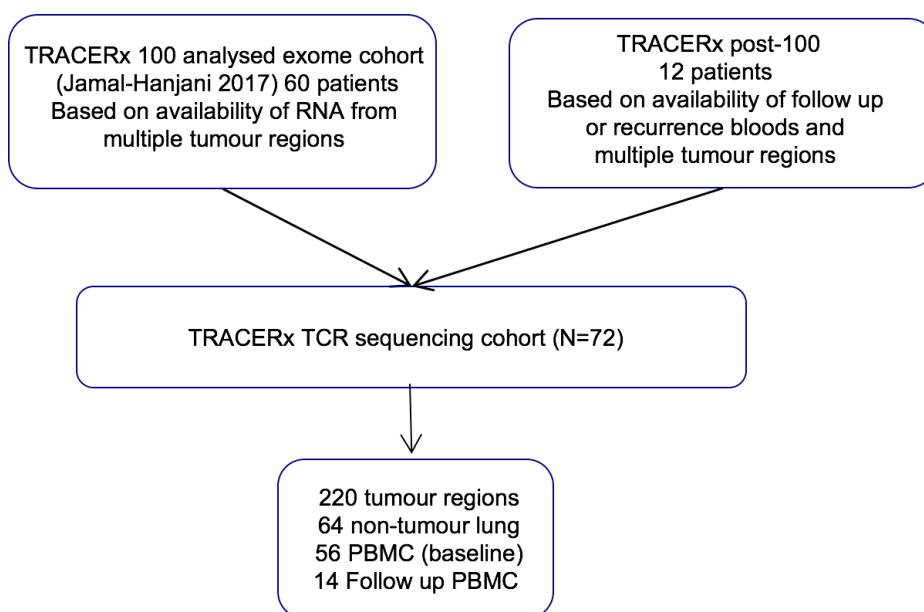 TRACERx 100 analysed exome cohort
(Jamal-Hanjani 2017) 60 patients
Based on availability of RNA from
multiple tumour regions
TRACERx post-100
12 patients
Based on availability of follow up
or recurrence bloods and
multiple tumour regions
TRACERx TCR sequencing cohort (N=72)
220 tumour regions
64 non-tumour lung
56 PBMC (baseline)
14 Follow up PBMC